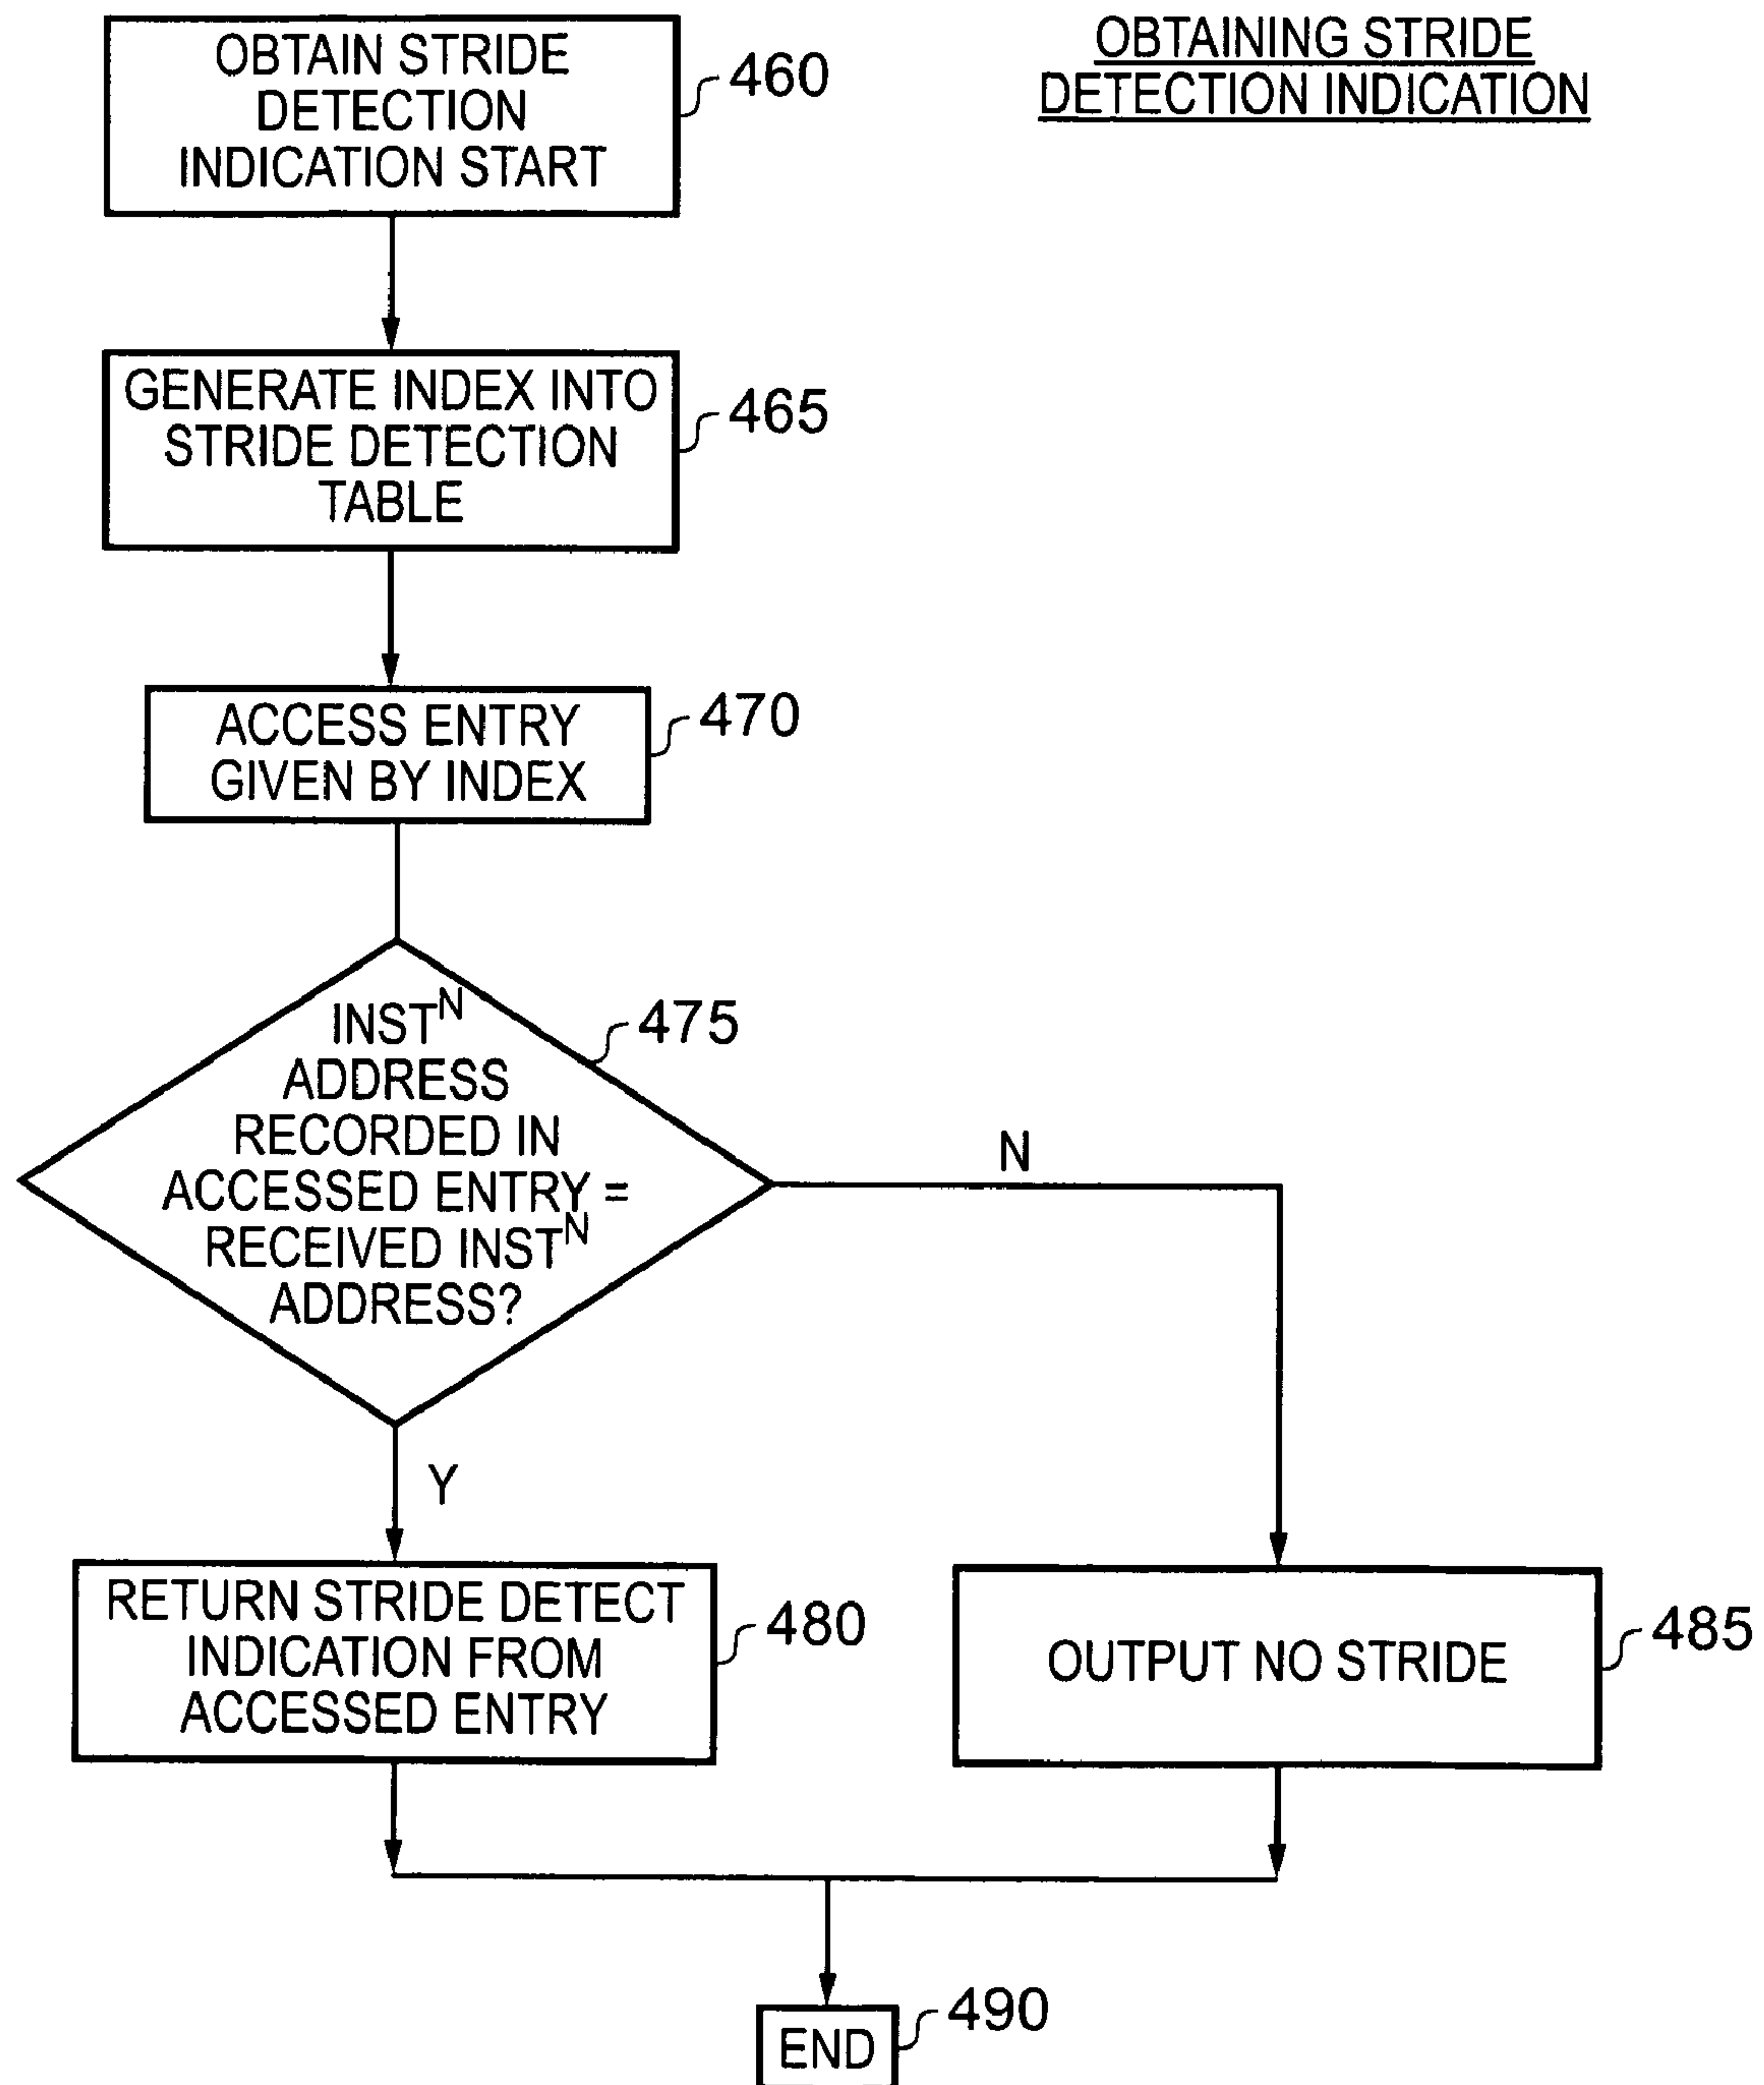 OBTAINING STRIDE
DETECTION INDICATION
OBTAIN STRIDE
DETECTION
INDICATION START
460
GENERATE INDEX INTO
STRIDE DETECTION
TABLE
465
ACCESS ENTRY
GIVEN BY INDEX
470
INST^N
ADDRESS
RECORDED IN
ACCESSED ENTRY =
RECEIVED INST^N
ADDRESS?
475
N
Y
RETURN STRIDE DETECT
INDICATION FROM
ACCESSED ENTRY
480
OUTPUT NO STRIDE
485
END
490